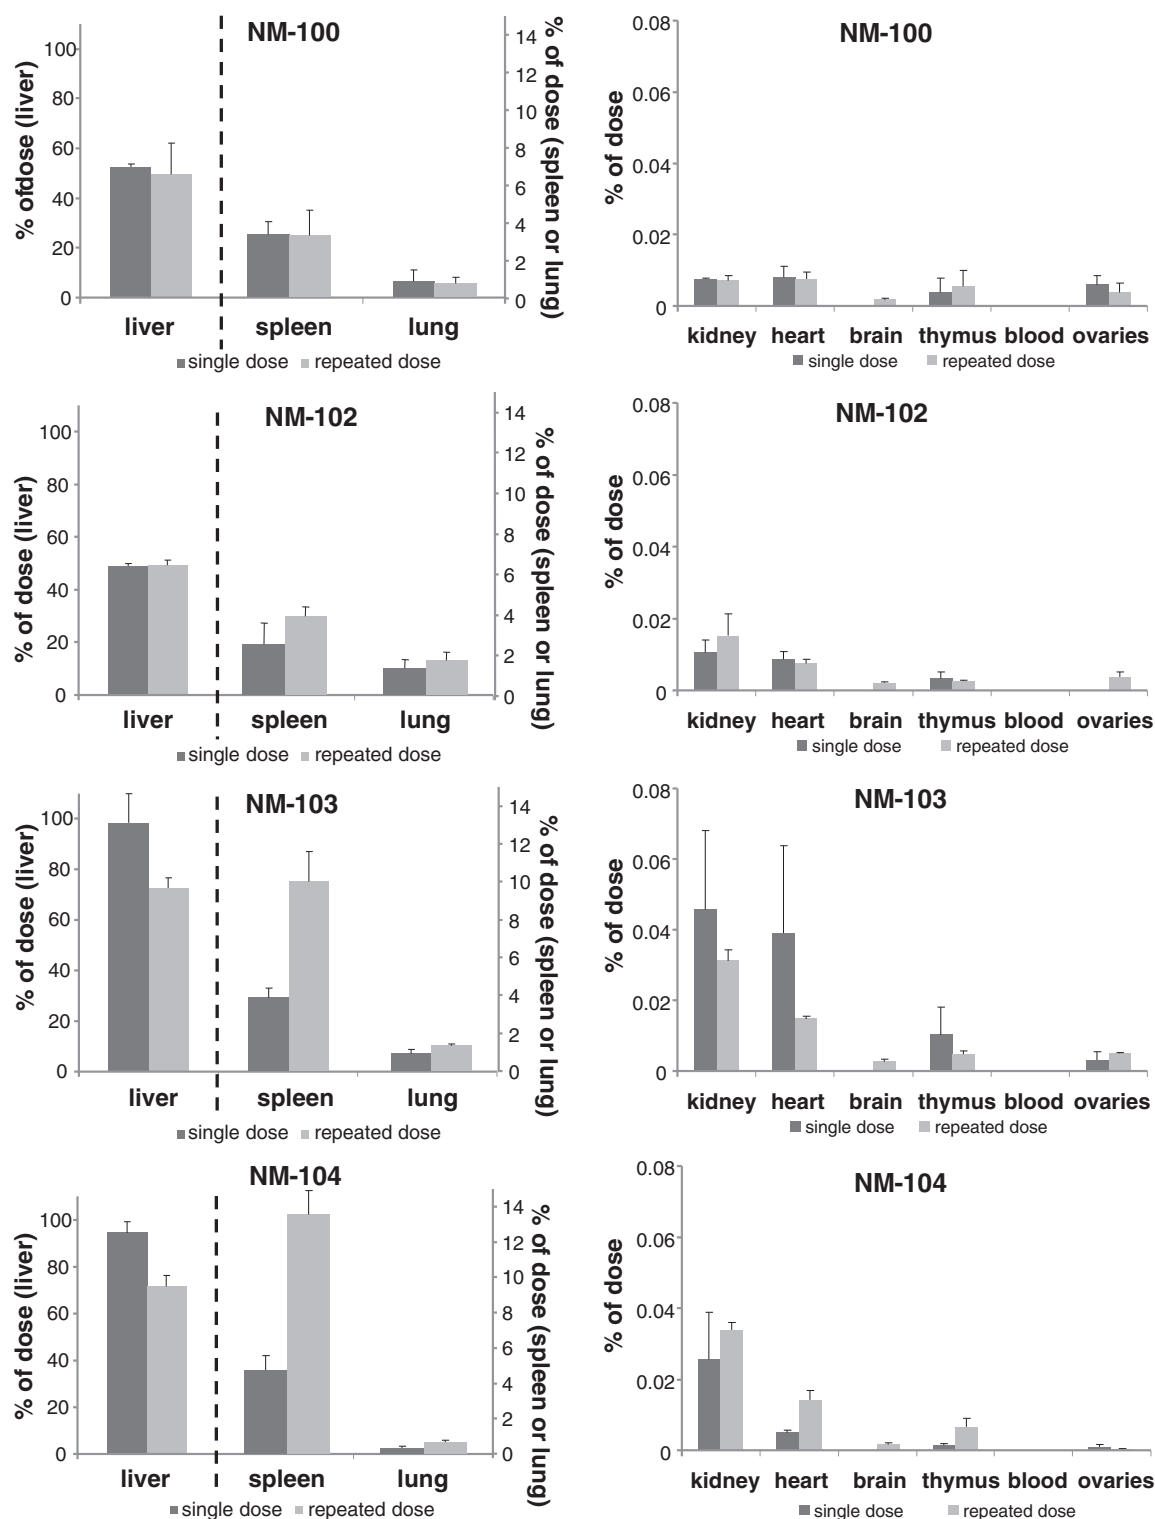 NM-100
% ofdose (liver)
100
80
60
40
20
0
% of dose (spleen or lung)
14
12
10
8
6
4
2
0
liver spleen lung
single dose repeated dose
NM-100
% of dose
0.08
0.06
0.04
0.02
0
kidney heart brain thymus blood ovaries
single dose repeated dose
NM-102
% of dose (liver)
100
80
60
40
20
0
% of dose (spleen or lung)
14
12
10
8
6
4
2
0
liver spleen lung
single dose repeated dose
NM-102
% of dose
0.08
0.06
0.04
0.02
0
kidney heart brain thymus blood ovaries
single dose repeated dose
NM-103
% of dose (liver)
100
80
60
40
20
0
% of dose (spleen or lung)
14
12
10
8
6
4
2
0
liver spleen lung
single dose repeated dose
NM-103
% of dose
0.08
0.06
0.04
0.02
0
kidney heart brain thymus blood ovaries
single dose repeated dose
NM-104
% of dose (liver)
100
80
60
40
20
0
% of dose (spleen or lung)
14
12
10
8
6
4
2
0
liver spleen lung
single dose repeated dose
NM-104
% of dose
0.08
0.06
0.04
0.02
0
kidney heart brain thymus blood ovaries
single dose repeated dose